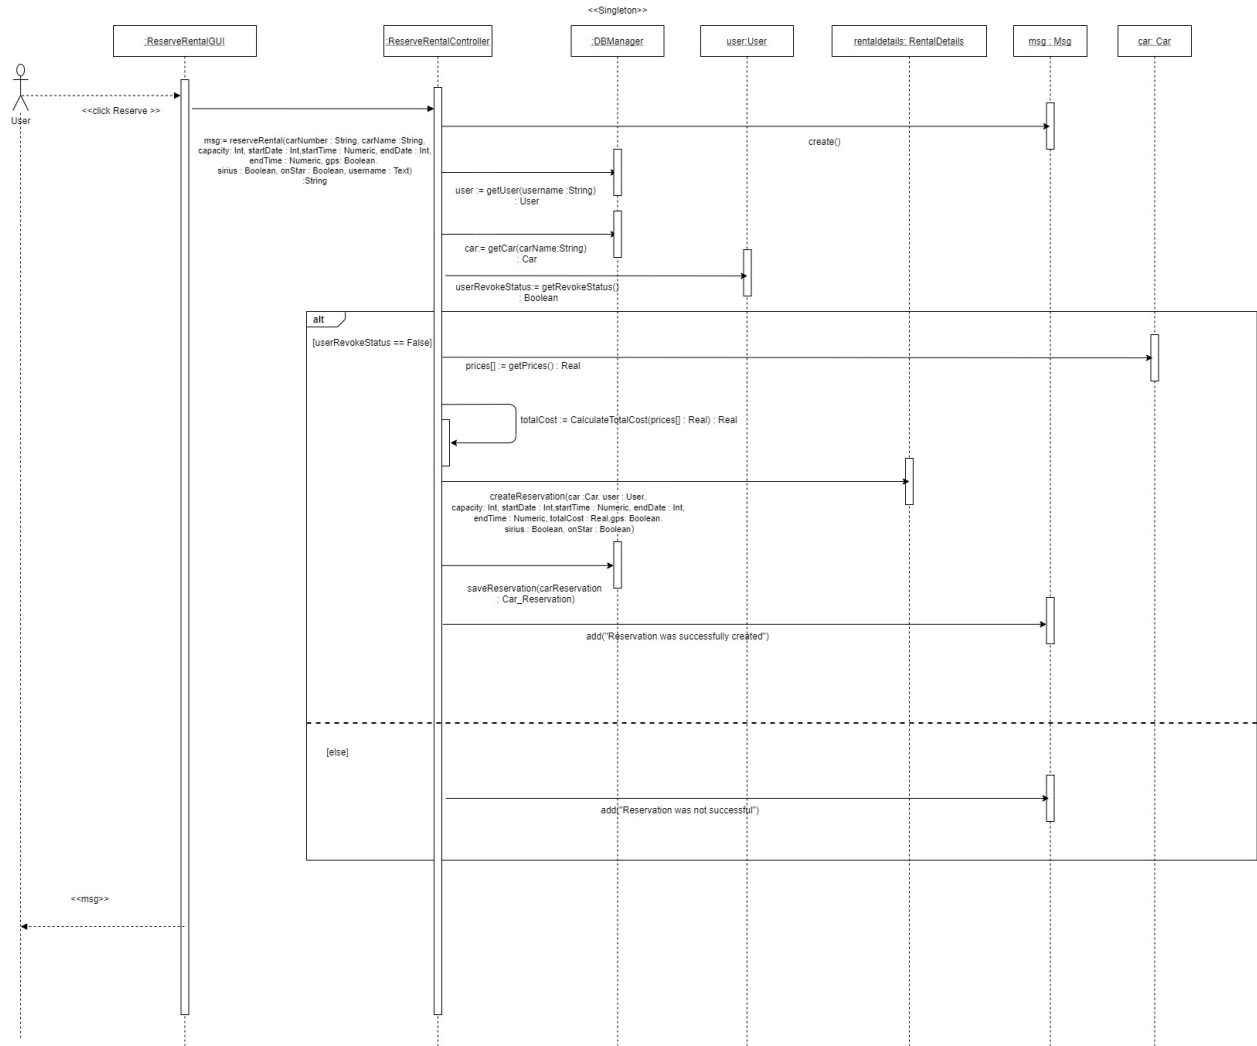 <<Singleton>>
:ReserveRentalGUI
:ReserveRentalController
:DBManager
user:User
rentaldetails: RentalDetails
msg : Msg
car: Car
User
<<click Reserve >>
msg:= reserveRental(carNumber : String, carName :String,
capacity: Int, startDate : Int,startTime : Numeric, endDate : Int,
endTime : Numeric, gps: Boolean.
sirius : Boolean, onStar : Boolean, username : Text)
:String
create()
user := getUser(username :String)
: User
car:= getCar(carName:String)
: Car
userRevokeStatus:= getRevokeStatus()
: Boolean
alt
[userRevokeStatus == False]
prices[] := getPrices() : Real
totalCost := CalculateTotalCost(prices[] : Real) : Real
createReservation(car :Car. user : User,
capacity: Int, startDate : Int,startTime : Numeric, endDate : Int,
endTime : Numeric, totalCost : Real,gps: Boolean.
sirius : Boolean, onStar : Boolean)
saveReservation(carReservation
: Car_Reservation)
add("Reservation was successfully created")
[else]
add("Reservation was not successful")
<<msg>>